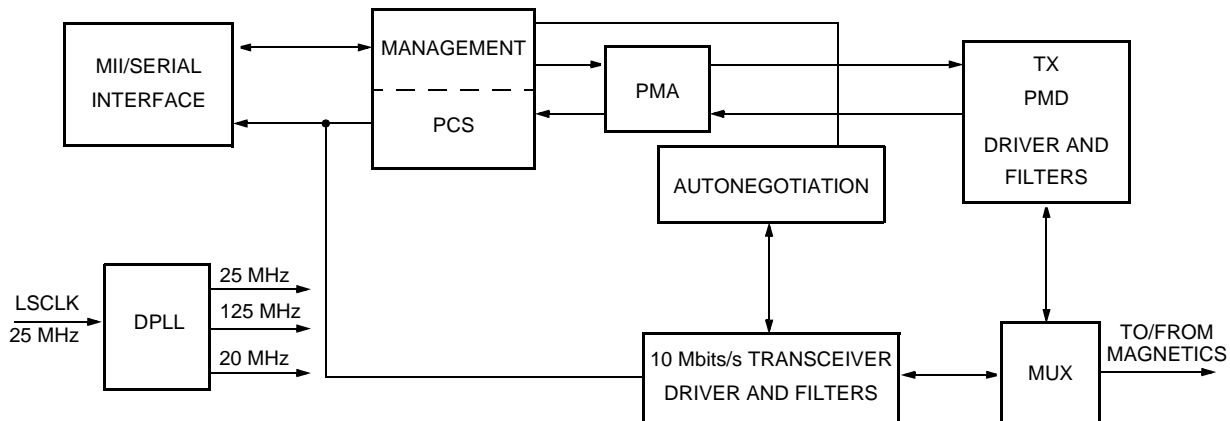 MII/SERIAL
INTERFACE
MANAGEMENT
PCS
PMA
TX
PMD
DRIVER AND
FILTERS
AUTONEGOTIATION
LSCLK
25 MHz
DPLL
25 MHz
125 MHz
20 MHz
10 Mbits/s TRANSCEIVER
DRIVER AND FILTERS
MUX
TO/FROM
MAGNETICS